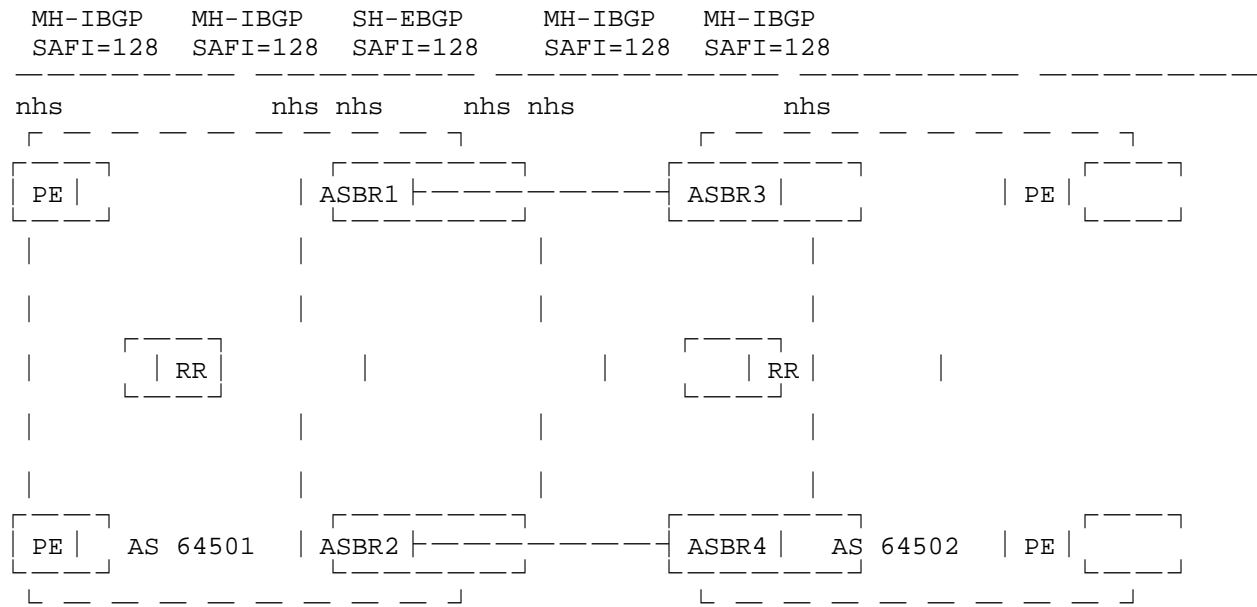 MH-IBGP MH-IBGP SH-EBGP MH-IBGP MH-IBGP
SAFI=128 SAFI=128 SAFI=128 SAFI=128 SAFI=128
nhs nhs nhs nhs nhs nhs
PE ASBR1 ASBR3 PE
RR RR
PE AS 64501 ASBR2 ASBR4 AS 64502 PE